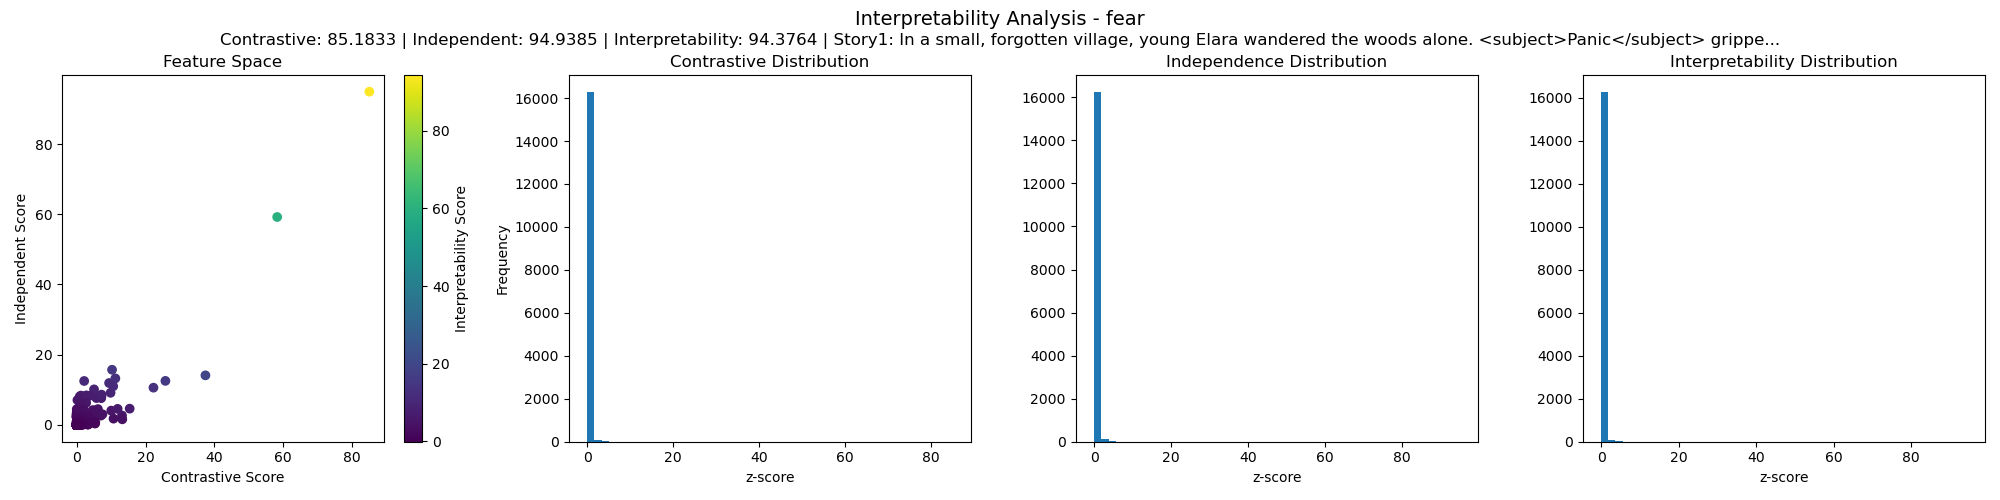 Interpretability Analysis - fear
Contrastive: 85.1833 | Independent: 94.9385 | Interpretability: 94.3764 | Story1: In a small, forgotten village, young Elara wandered the woods alone. <subject>Panic</subject> grippe...
Feature Space
Independent Score
80
60
40
20
0
0 20 40 60 80
Contrastive Score
80
60
40
20
0
Interpretability Score
Contrastive Distribution
Frequency
16000
14000
12000
10000
8000
6000
4000
2000
0
0 20 40 60 80
z-score
Independence Distribution
16000
14000
12000
10000
8000
6000
4000
2000
0
0 20 40 60 80
z-score
Interpretability Distribution
16000
14000
12000
10000
8000
6000
4000
2000
0
0 20 40 60 80
z-score